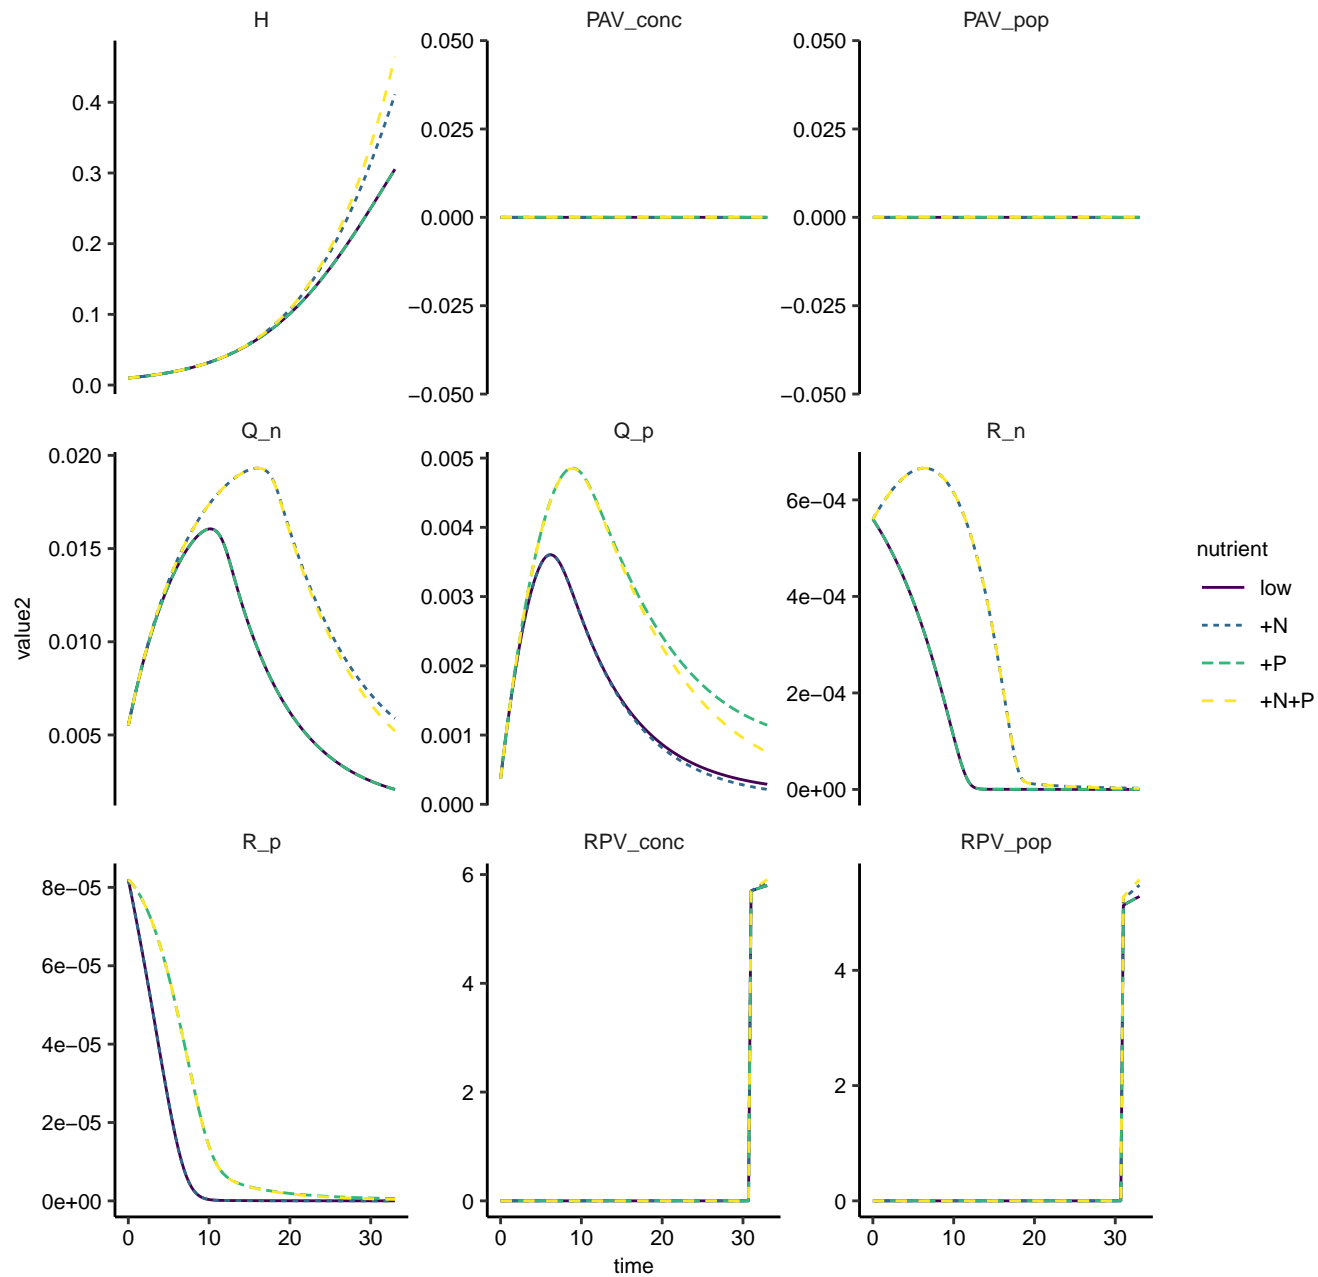 H
PAV_conc
PAV_pop
0.4
0.3
0.2
0.1
0.0
0.050
0.025
0.000
−0.025
−0.050
0.050
0.025
0.000
−0.025
−0.050
Q_n
Q_p
R_n
0.020
0.015
0.010
0.005
0.005
0.004
0.003
0.002
0.001
0.000
6e−04
4e−04
2e−04
0e+00
R_p
RPV_conc
RPV_pop
8e−05
6e−05
4e−05
2e−05
0e+00
6
4
2
0
4
2
0
0 10 20 30
0 10 20 30
0 10 20 30
time
value2
nutrient
low
+N
+P
+N+P